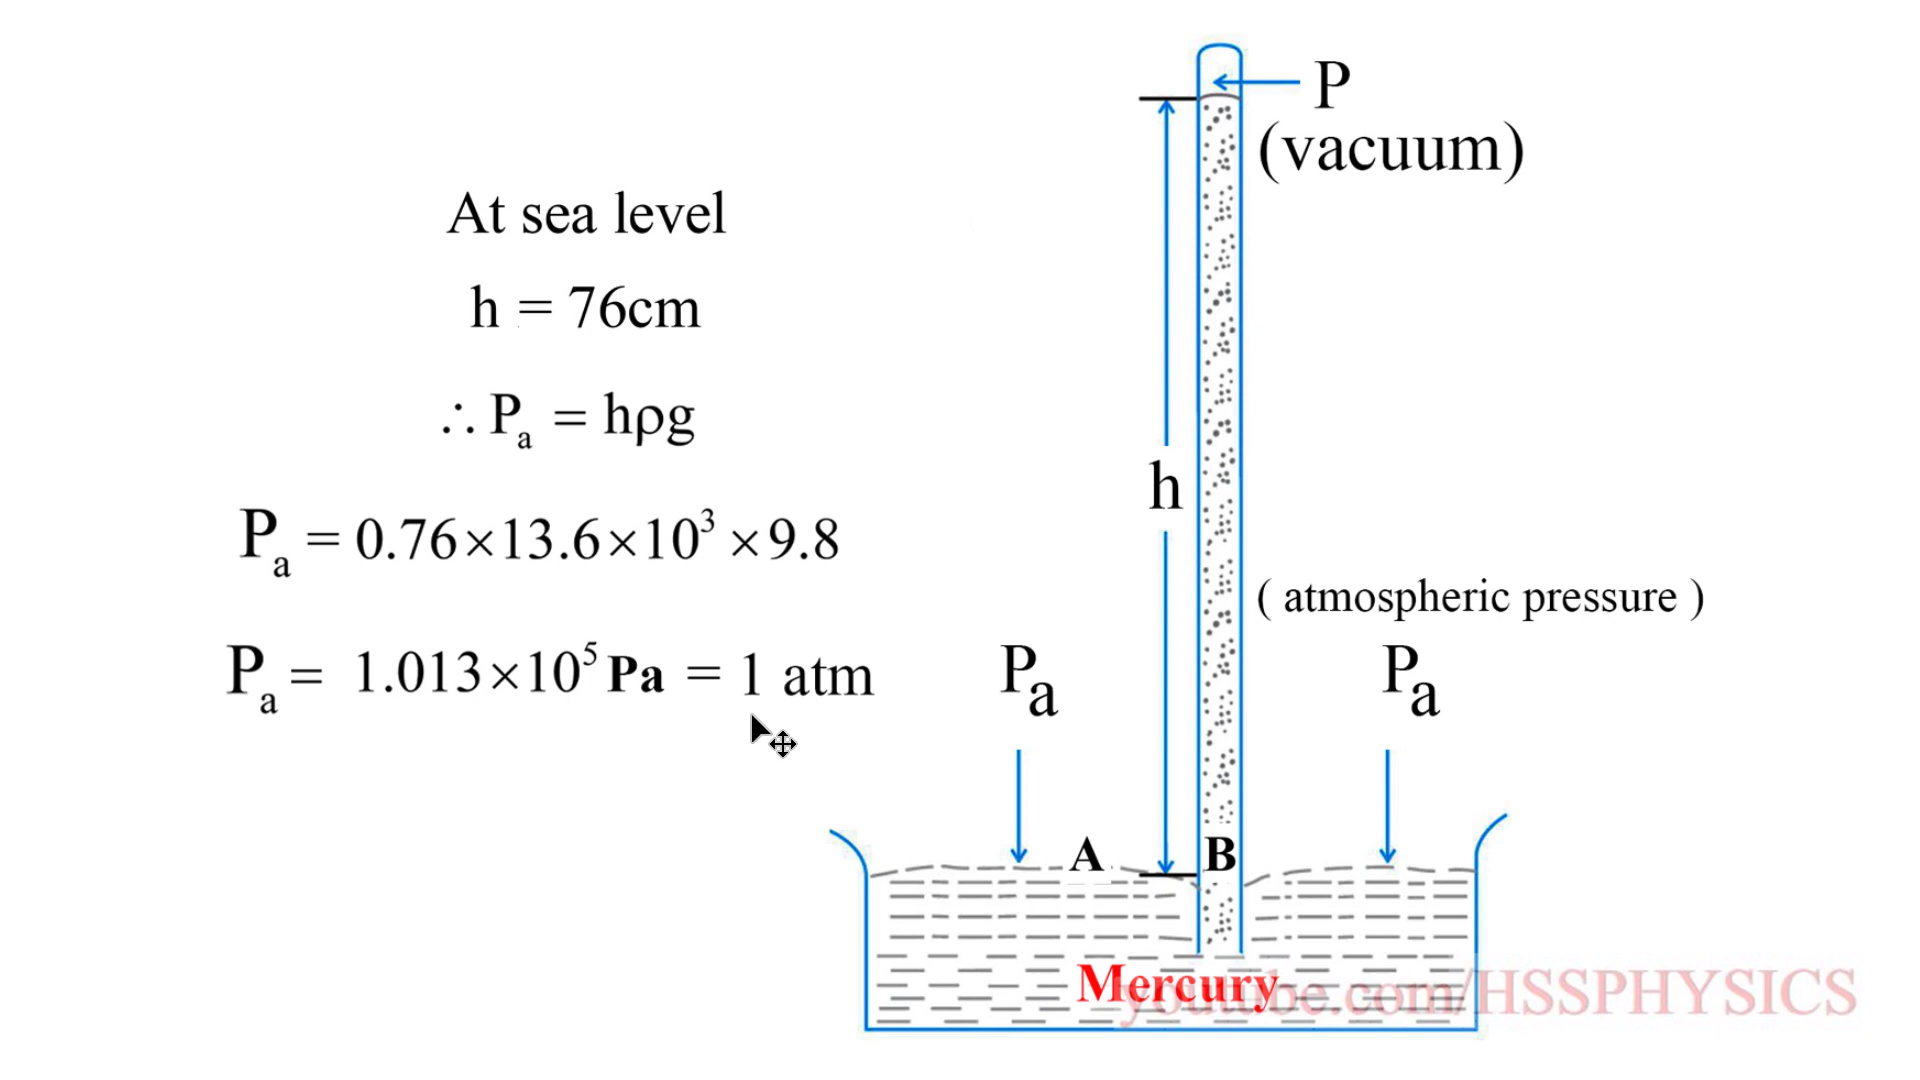 At sea level
h = 76cm
∴ Pₐ = hρg
Pₐ = 0.76×13.6×10³ ×9.8
Pₐ = 1.013×10⁵ Pa = 1 atm
P
(vacuum)
h
( atmospheric pressure )
Pₐ
Pₐ
A
B
Mercury
youtube.com/HSSPHYSICS